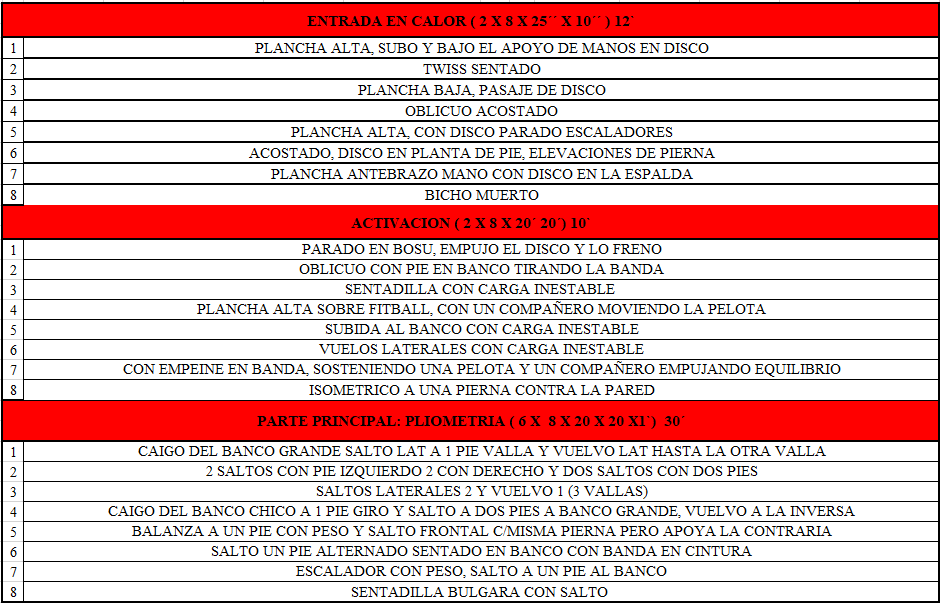 ENTRADA EN CALOR ( 2 X 8 X 25´´ X 10´´ ) 12`
1 PLANCHA ALTA, SUBO Y BAJO EL APOYO DE MANOS EN DISCO
2 TWISS SENTADO
3 PLANCHA BAJA, PASAJE DE DISCO
4 OBLICUO ACOSTADO
5 PLANCHA ALTA, CON DISCO PARADO ESCALADORES
6 ACOSTADO, DISCO EN PLANTA DE PIE, ELEVACIONES DE PIERNA
7 PLANCHA ANTEBRAZO MANO CON DISCO EN LA ESPALDA
8 BICHO MUERTO
ACTIVACION ( 2 X 8 X 20´ 20´) 10`
1 PARADO EN BOSU, EMPUJO EL DISCO Y LO FRENO
2 OBLICUO CON PIE EN BANCO TIRANDO LA BANDA
3 SENTADILLA CON CARGA INESTABLE
4 PLANCHA ALTA SOBRE FITBALL, CON UN COMPAÑERO MOVIENDO LA PELOTA
5 SUBIDA AL BANCO CON CARGA INESTABLE
6 VUELOS LATERALES CON CARGA INESTABLE
7 CON EMPEINE EN BANDA, SOSTENIENDO UNA PELOTA Y UN COMPAÑERO EMPUJANDO EQUILIBRIO
8 ISOMETRICO A UNA PIERNA CONTRA LA PARED
PARTE PRINCIPAL: PLIOMETRIA ( 6 X  8 X 20 X 20 X1`)  30´
1 CAIGO DEL BANCO GRANDE SALTO LAT A 1 PIE VALLA Y VUELVO LAT HASTA LA OTRA VALLA
2 2 SALTOS CON PIE IZQUIERDO 2 CON DERECHO Y DOS SALTOS CON DOS PIES
3 SALTOS LATERALES 2 Y VUELVO 1 (3 VALLAS)
4 CAIGO DEL BANCO CHICO A 1 PIE GIRO Y SALTO A DOS PIES A BANCO GRANDE, VUELVO A LA INVERSA
5 BALANZA A UN PIE CON PESO Y SALTO FRONTAL C/MISMA PIERNA PERO APOYA LA CONTRARIA
6 SALTO UN PIE ALTERNADO SENTADO EN BANCO CON BANDA EN CINTURA
7 ESCALADOR CON PESO, SALTO A UN PIE AL BANCO
8 SENTADILLA BULGARA CON SALTO